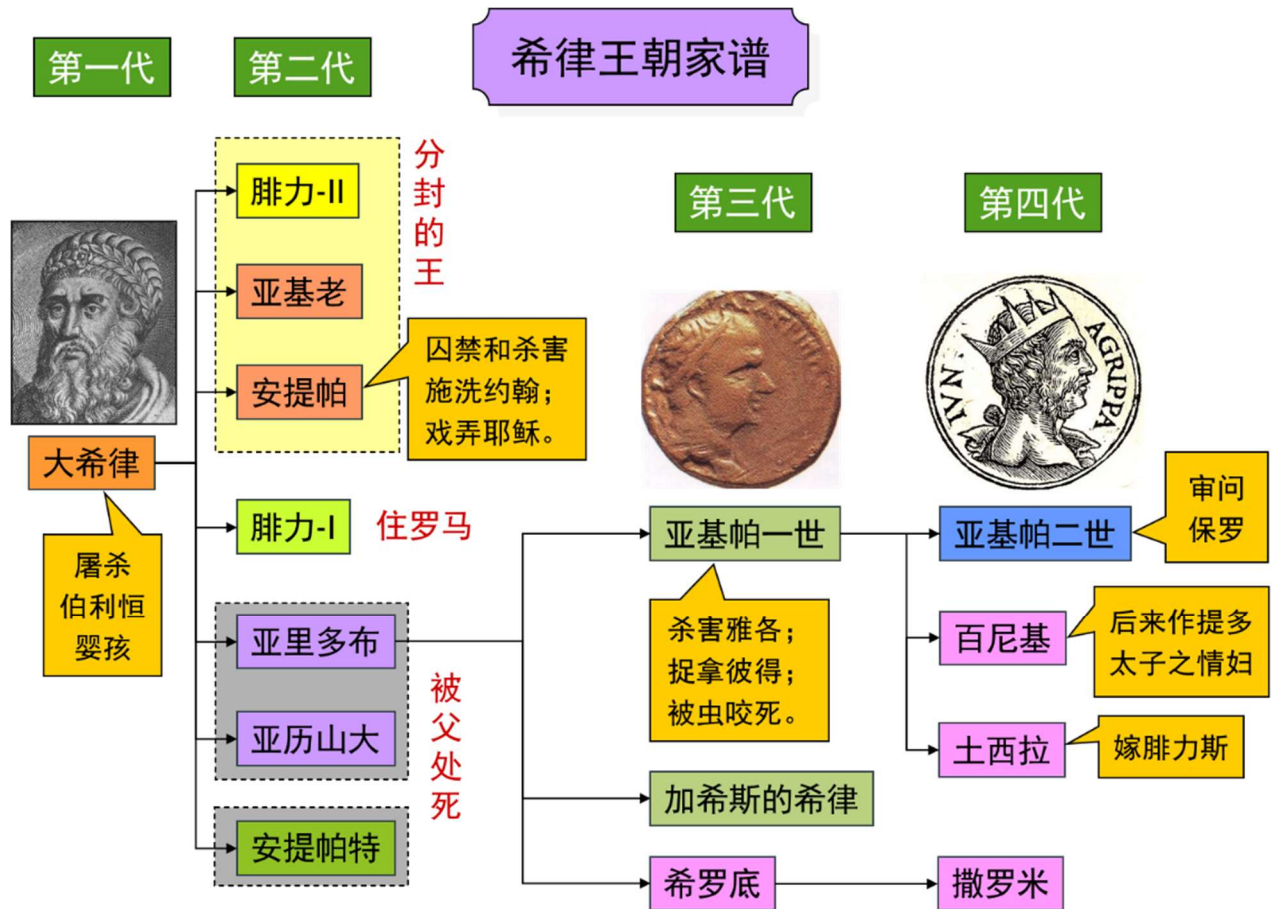 希律王朝家谱
第一代
第二代
第三代
第四代
大希律
屠杀
伯利恒
婴孩
腓力-II
亚基老
安提帕
分
封
的
王
囚禁和杀害
施洗约翰；
戏弄耶稣。
腓力-I
住罗马
亚里多布
亚历山大
安提帕特
被
父
处
死
亚基帕一世
杀害雅各；
捉拿彼得；
被虫咬死。
加希斯的希律
希罗底
IVN
AGRIPPA
亚基帕二世
审问
保罗
百尼基
后来作提多
太子之情妇
土西拉
嫁腓力斯
撒罗米